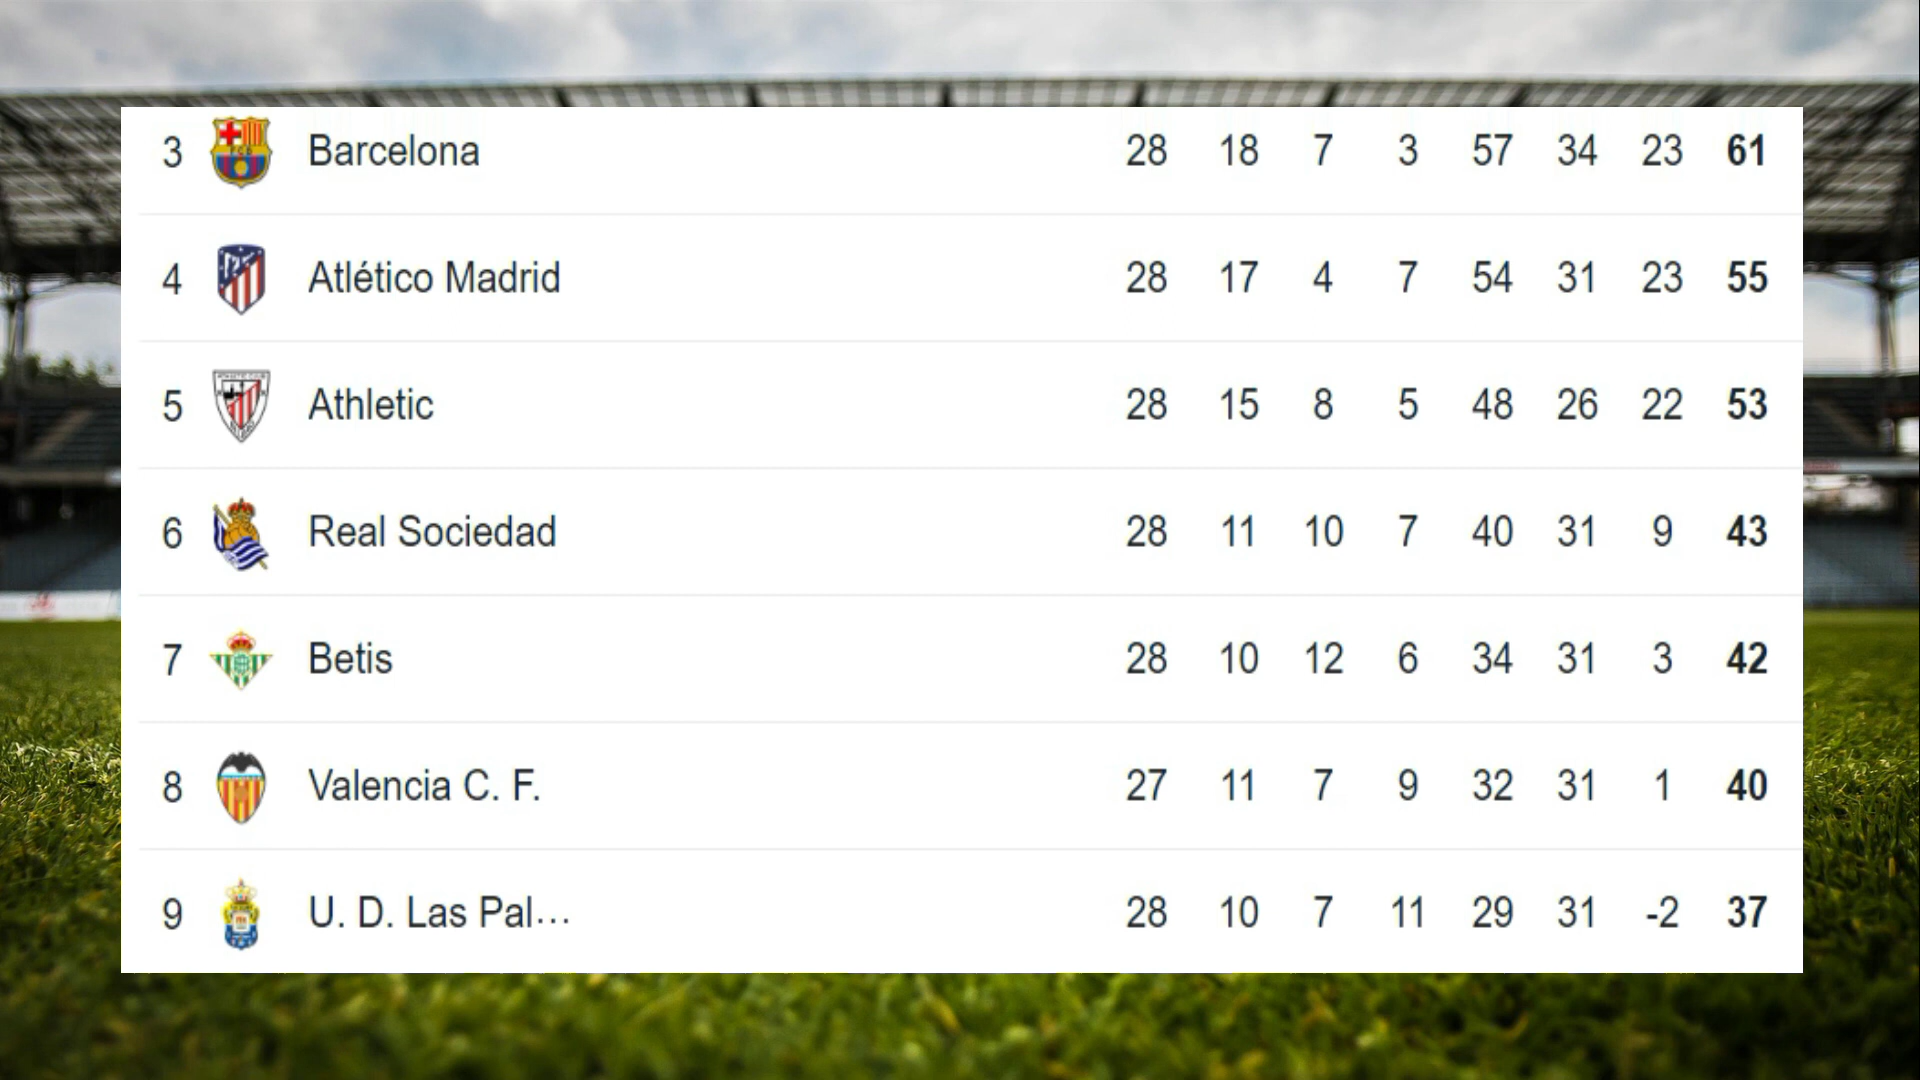 3 Barcelona 28 18 7 3 57 34 23 61
4 Atlético Madrid 28 17 4 7 54 31 23 55
5 Athletic 28 15 8 5 48 26 22 53
6 Real Sociedad 28 11 10 7 40 31 9 43
7 Betis 28 10 12 6 34 31 3 42
8 Valencia C. F. 27 11 7 9 32 31 1 40
9 U. D. Las Pal... 28 10 7 11 29 31 -2 37